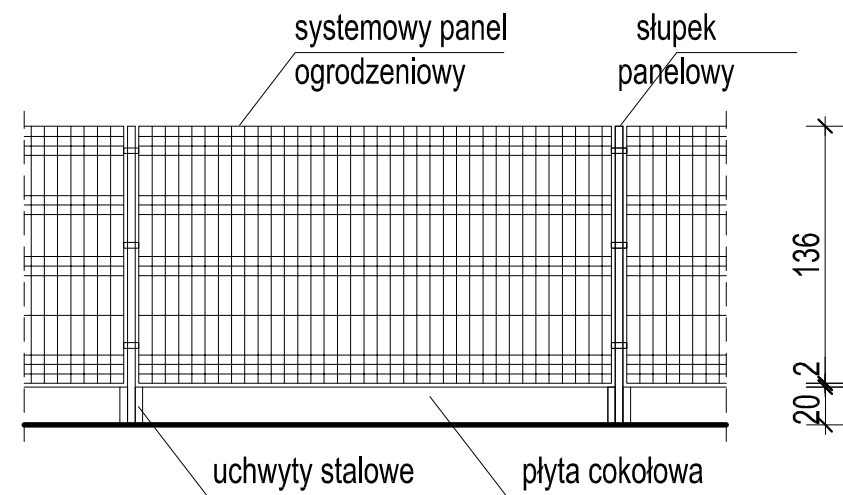 systemowy panel
ogrodzeniowy
słupek
panelowy
136
2
20
uchwyty stalowe
płyta cokołowa